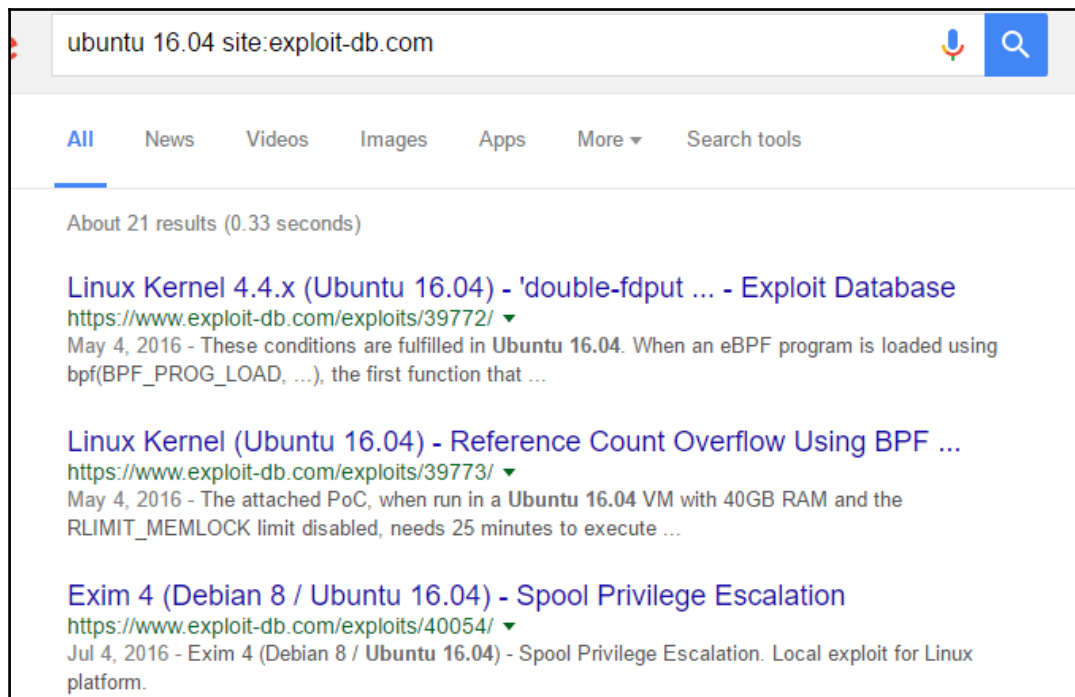 ubuntu 16.04 site:exploit-db.com
All News Videos Images Apps More Search tools
About 21 results (0.33 seconds)
Linux Kernel 4.4.x (Ubuntu 16.04) - 'double-fdput ... - Exploit Database
https://www.exploit-db.com/exploits/39772/
May 4, 2016 - These conditions are fulfilled in Ubuntu 16.04. When an eBPF program is loaded using
bpf(BPF_PROG_LOAD, ...), the first function that ...
Linux Kernel (Ubuntu 16.04) - Reference Count Overflow Using BPF ...
https://www.exploit-db.com/exploits/39773/
May 4, 2016 - The attached PoC, when run in a Ubuntu 16.04 VM with 40GB RAM and the
RLIMIT_MEMLOCK limit disabled, needs 25 minutes to execute ...
Exim 4 (Debian 8 / Ubuntu 16.04) - Spool Privilege Escalation
https://www.exploit-db.com/exploits/40054/
Jul 4, 2016 - Exim 4 (Debian 8 / Ubuntu 16.04) - Spool Privilege Escalation. Local exploit for Linux
platform.